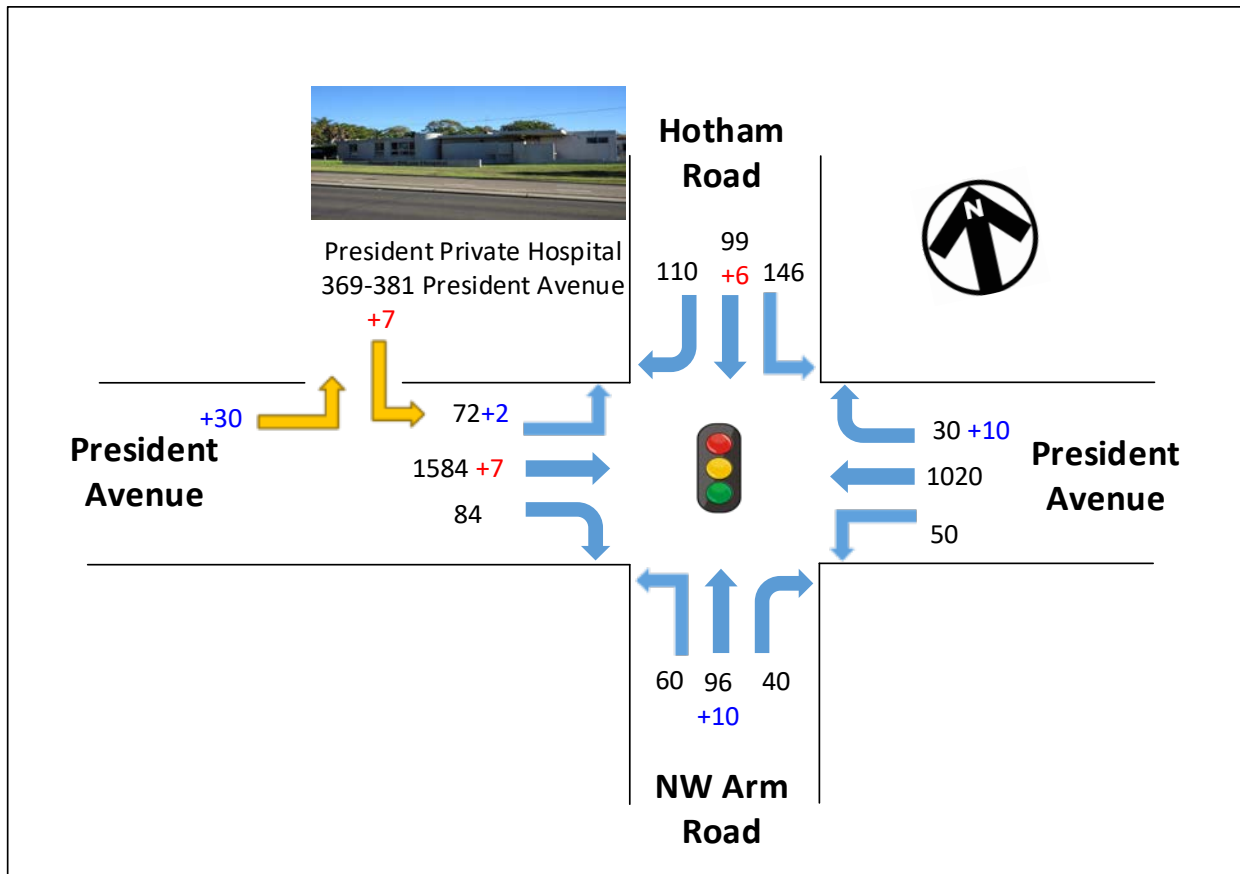 Hotham
Road
N
President Private Hospital
369-381 President Avenue
+7
99
110 +6 146
+30
72+2
1584 +7
84
President
Avenue
30 +10
1020
50
President
Avenue
60 96 40
+10
NW Arm
Road